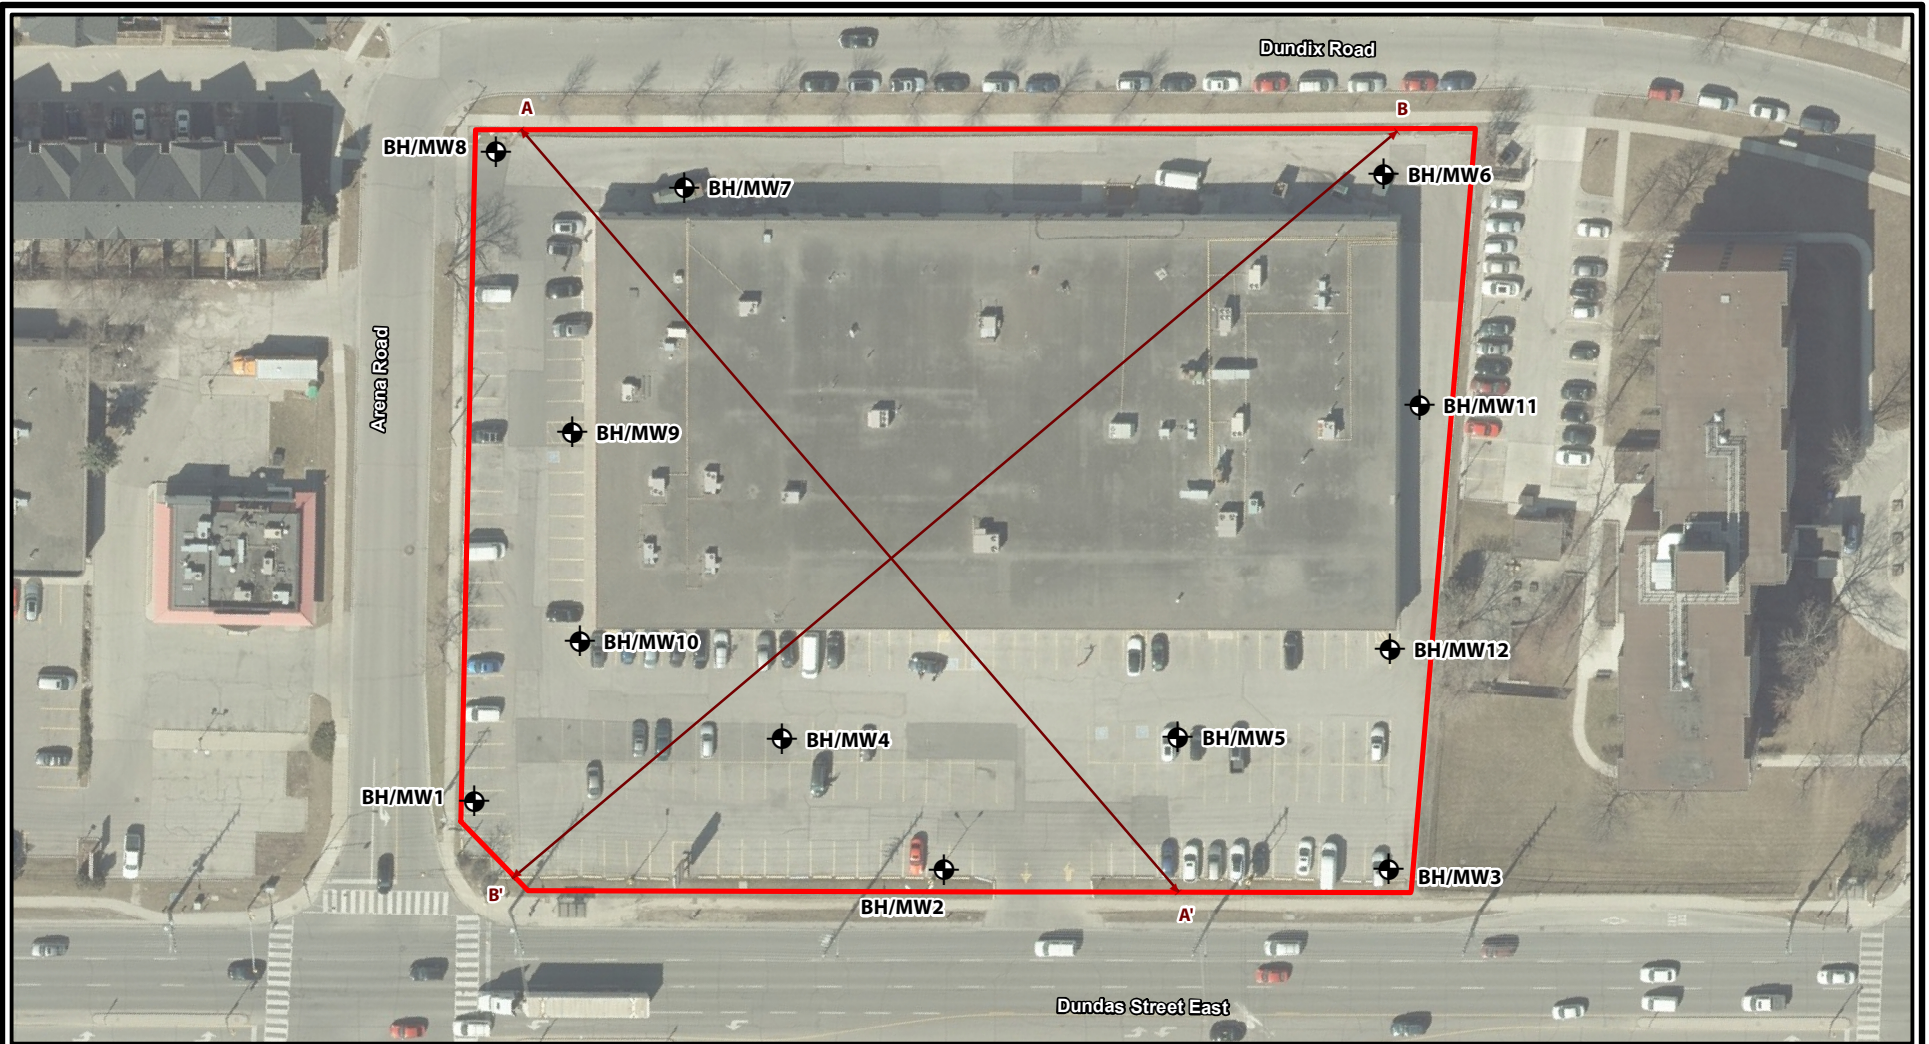 Dundix Road
A
B
BH/MW8
BH/MW7
BH/MW6
Arena Road
BH/MW11
BH/MW9
BH/MW10
BH/MW12
BH/MW4
BH/MW5
BH/MW1
BH/MW3
B'
BH/MW2
A'
Dundas Street East